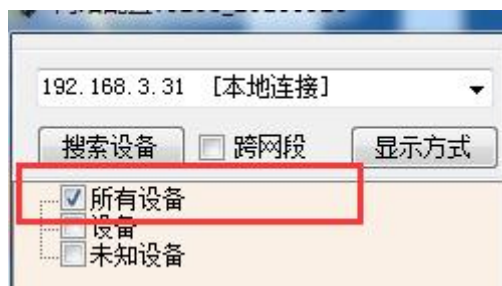 192.168.3.31 [本地连接]
搜索设备 跨网段 显示方式
所有设备
设备
未知设备